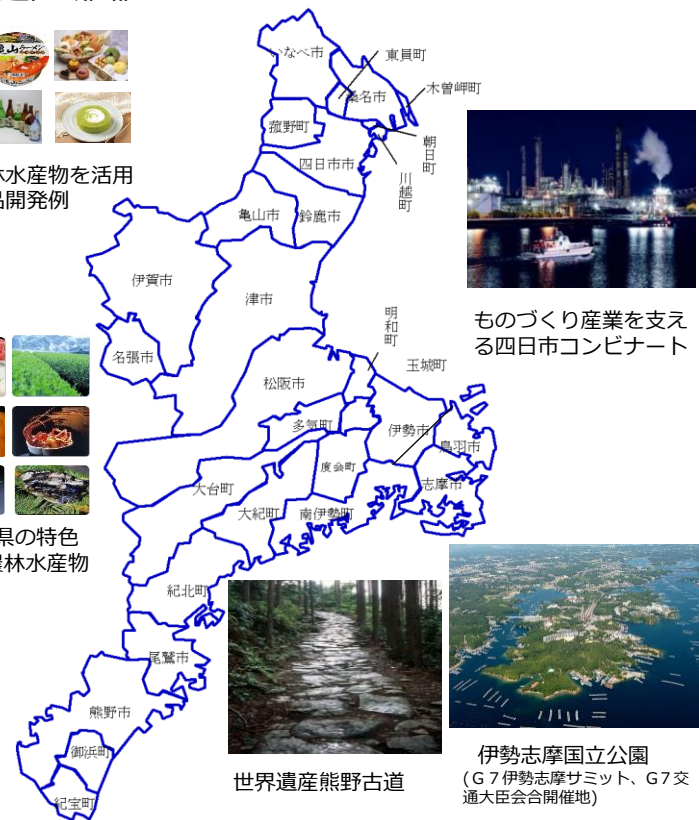 いなべ市
東員町
桑名市
木曽岬町
菰野町
朝日町
四日市市
川越町
林水産物を活用
品開発例
亀山市
鈴鹿市
伊賀市
津市
明和町
ものづくり産業を支え
る四日市コンビナート
名張市
玉城町
松阪市
多気町
伊勢市
鳥羽市
度会町
志摩市
大台町
大紀町
南伊勢町
県の特色
農林水産物
紀北町
尾鷲市
熊野市
御浜町
紀宝町
世界遺産熊野古道
伊勢志摩国立公園
(G7伊勢志摩サミット、G7交
通大臣会合開催地)